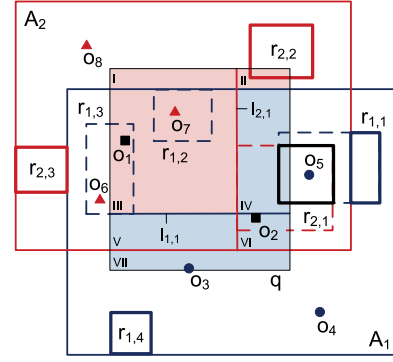 A2
o8
r2,2
I
II
r1,3
l2,1
o7
r1,1
o1
r1,2
r2,3
o5
o6
III
IV
r2,1
l1,1
o2
V
VI
VII
o3
q
r1,4
o4
A1